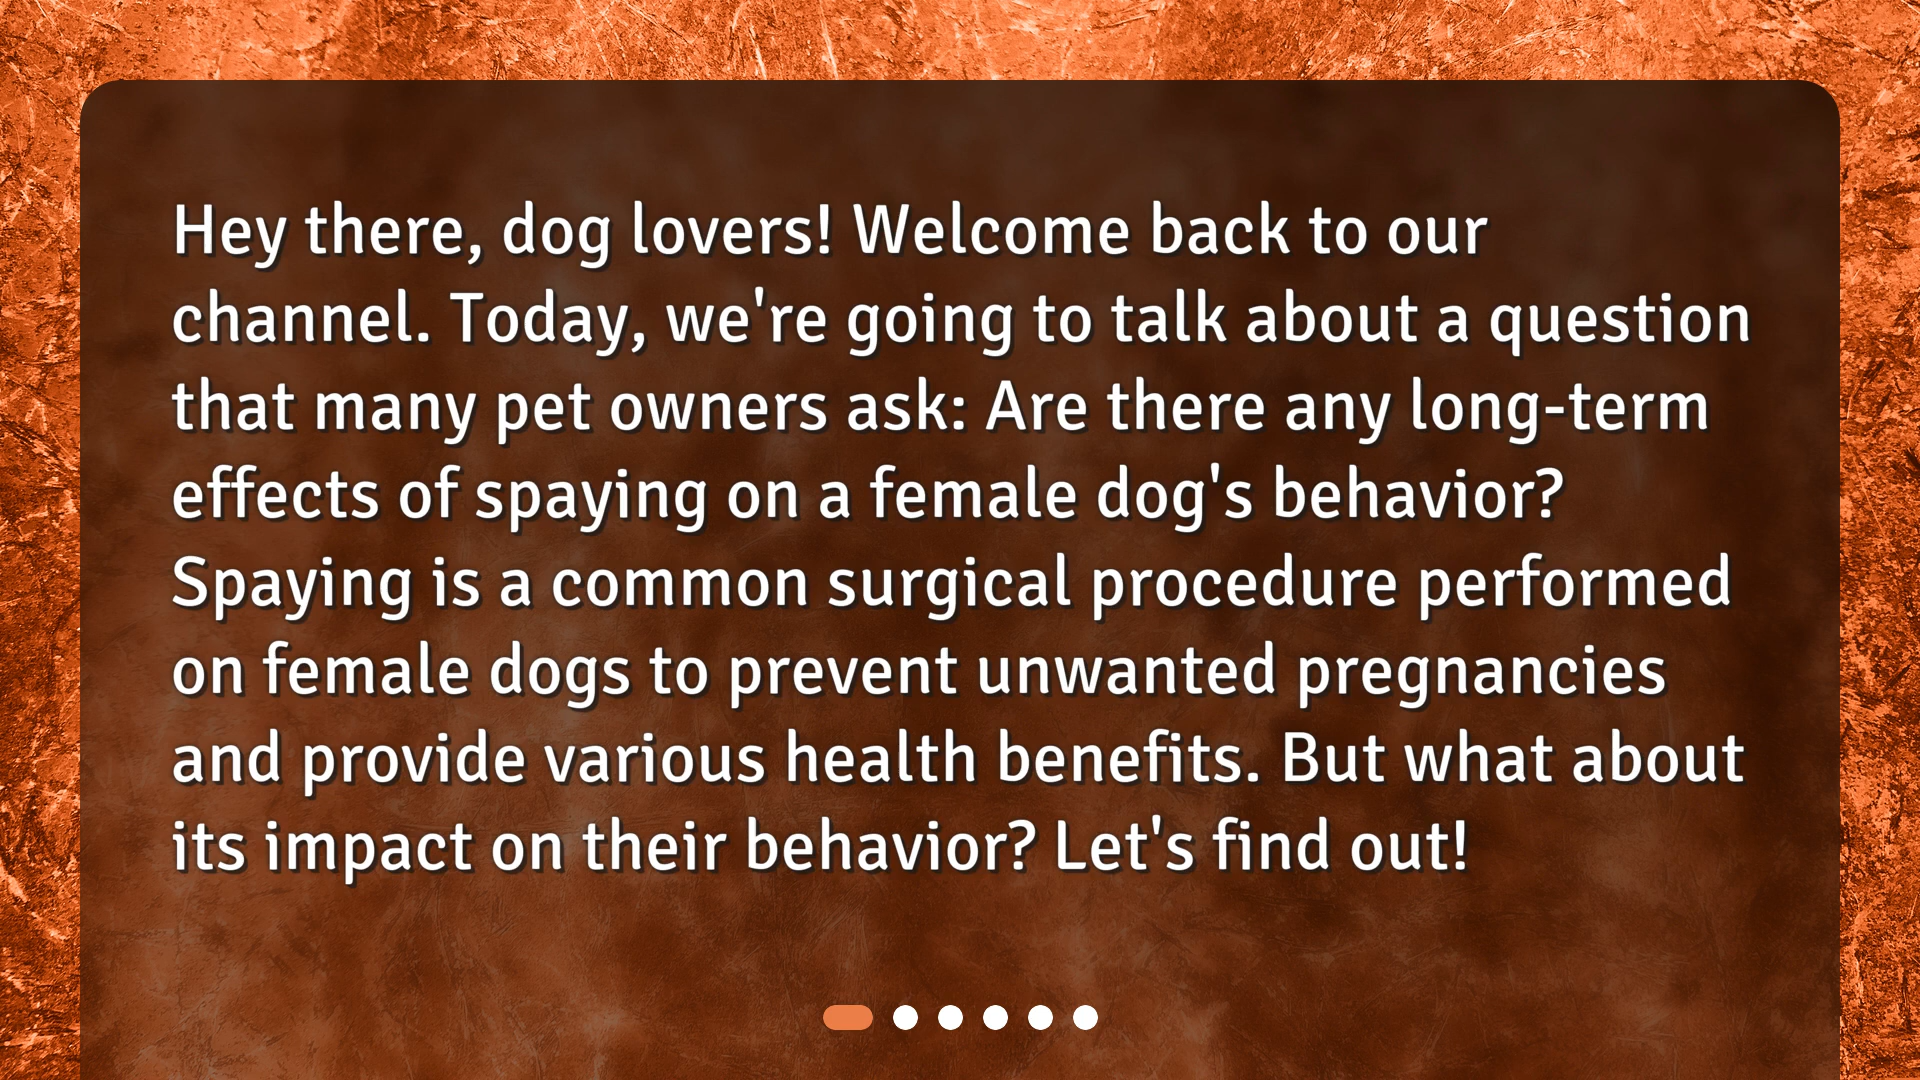 Hey there, dog lovers! Welcome back to our
channel. Today, we're going to talk about a question
that many pet owners ask: Are there any long-term
effects of spaying on a female dog's behavior?
Spaying is a common surgical procedure performed
on female dogs to prevent unwanted pregnancies
and provide various health benefits. But what about
its impact on their behavior? Let's find out!